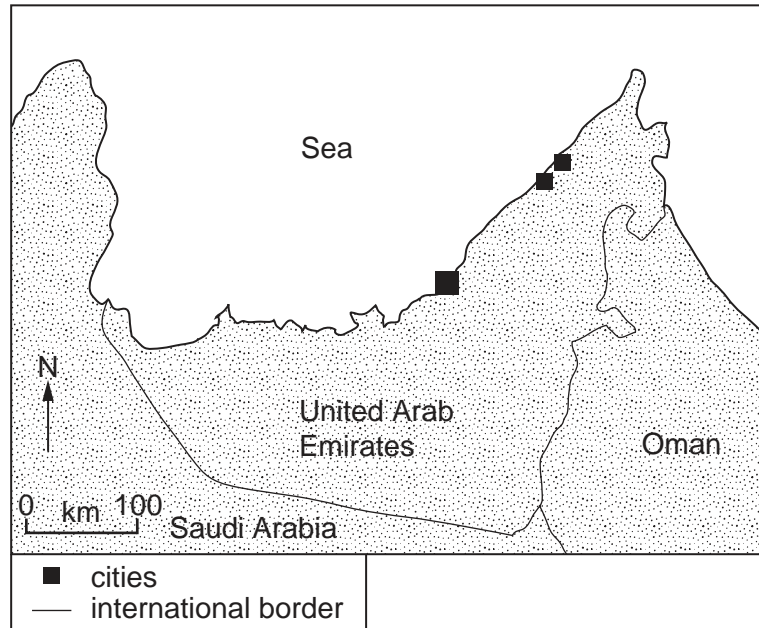 Sea
N
United Arab
Emirates
Oman
0 km 100
Saudi Arabia
cities
international border